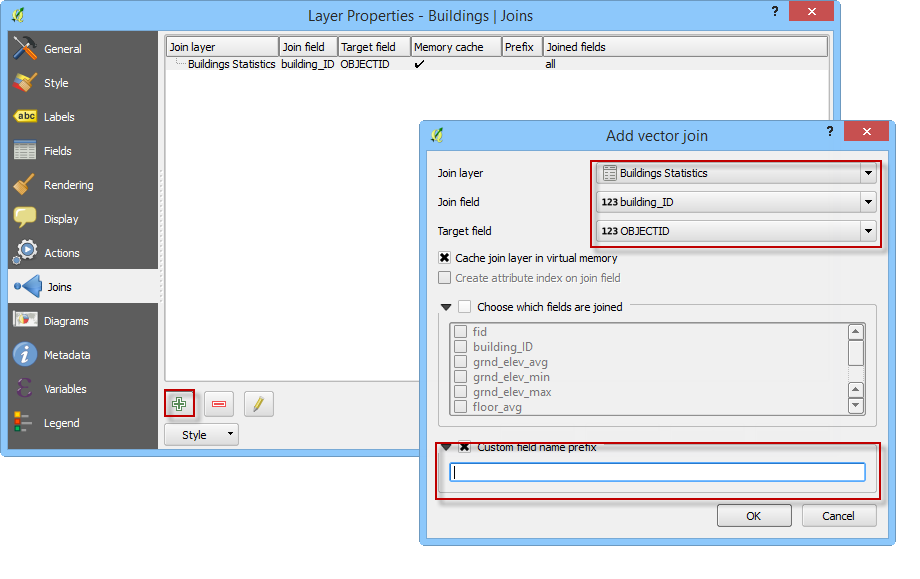 Layer Properties - Buildings | Joins
?
General
Style
abc Labels
Fields
Rendering
Display
Actions
Joins
Diagrams
Metadata
Variables
Legend
Join layer Join field Target field Memory cache Prefix Joined fields
Buildings Statistics building_ID OBJECTID all
Style
Add vector join
?
Join layer Buildings Statistics
Join field 123 building_ID
Target field 123 OBJECTID
Cache join layer in virtual memory
Create attribute index on join field
Choose which fields are joined
fid
building_ID
grnd_elev_avg
grnd_elev_min
grnd_elev_max
floor_avg
Custom field name prefix
OK Cancel